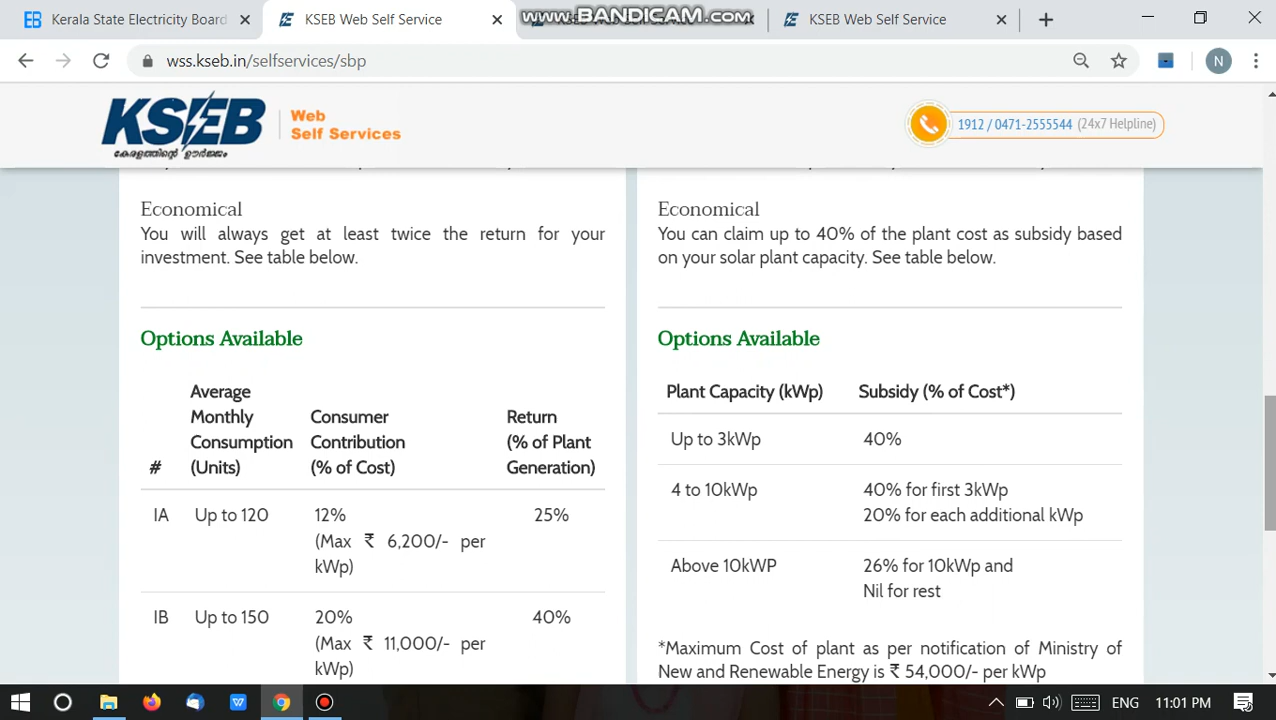 Kerala State Electricity Board
KSEB Web Self Service
www.BANDICAM.com
KSEB Web Self Service
wss.kseb.in/selfservices/sbp
N
KSEB
കേരളത്തിന്റെ ഊർജ്ജം
Web
Self Services
1912 / 0471-2555544 (24x7 Helpline)
Economical
You will always get at least twice the return for your
investment. See table below.
Options Available
#
Average
Monthly
Consumption
(Units)
Consumer
Contribution
(% of Cost)
Return
(% of Plant
Generation)
IA Up to 120 12% 25%
(Max ₹ 6,200/- per
kWp)
IB Up to 150 20% 40%
(Max ₹ 11,000/- per
kWp)
Economical
You can claim up to 40% of the plant cost as subsidy based
on your solar plant capacity. See table below.
Options Available
Plant Capacity (kWp) Subsidy (% of Cost*)
Up to 3kWp 40%
4 to 10kWp 40% for first 3kWp
20% for each additional kWp
Above 10kWP 26% for 10kWp and
Nil for rest
*Maximum Cost of plant as per notification of Ministry of
New and Renewable Energy is ₹ 54,000/- per kWp
ENG 11:01 PM